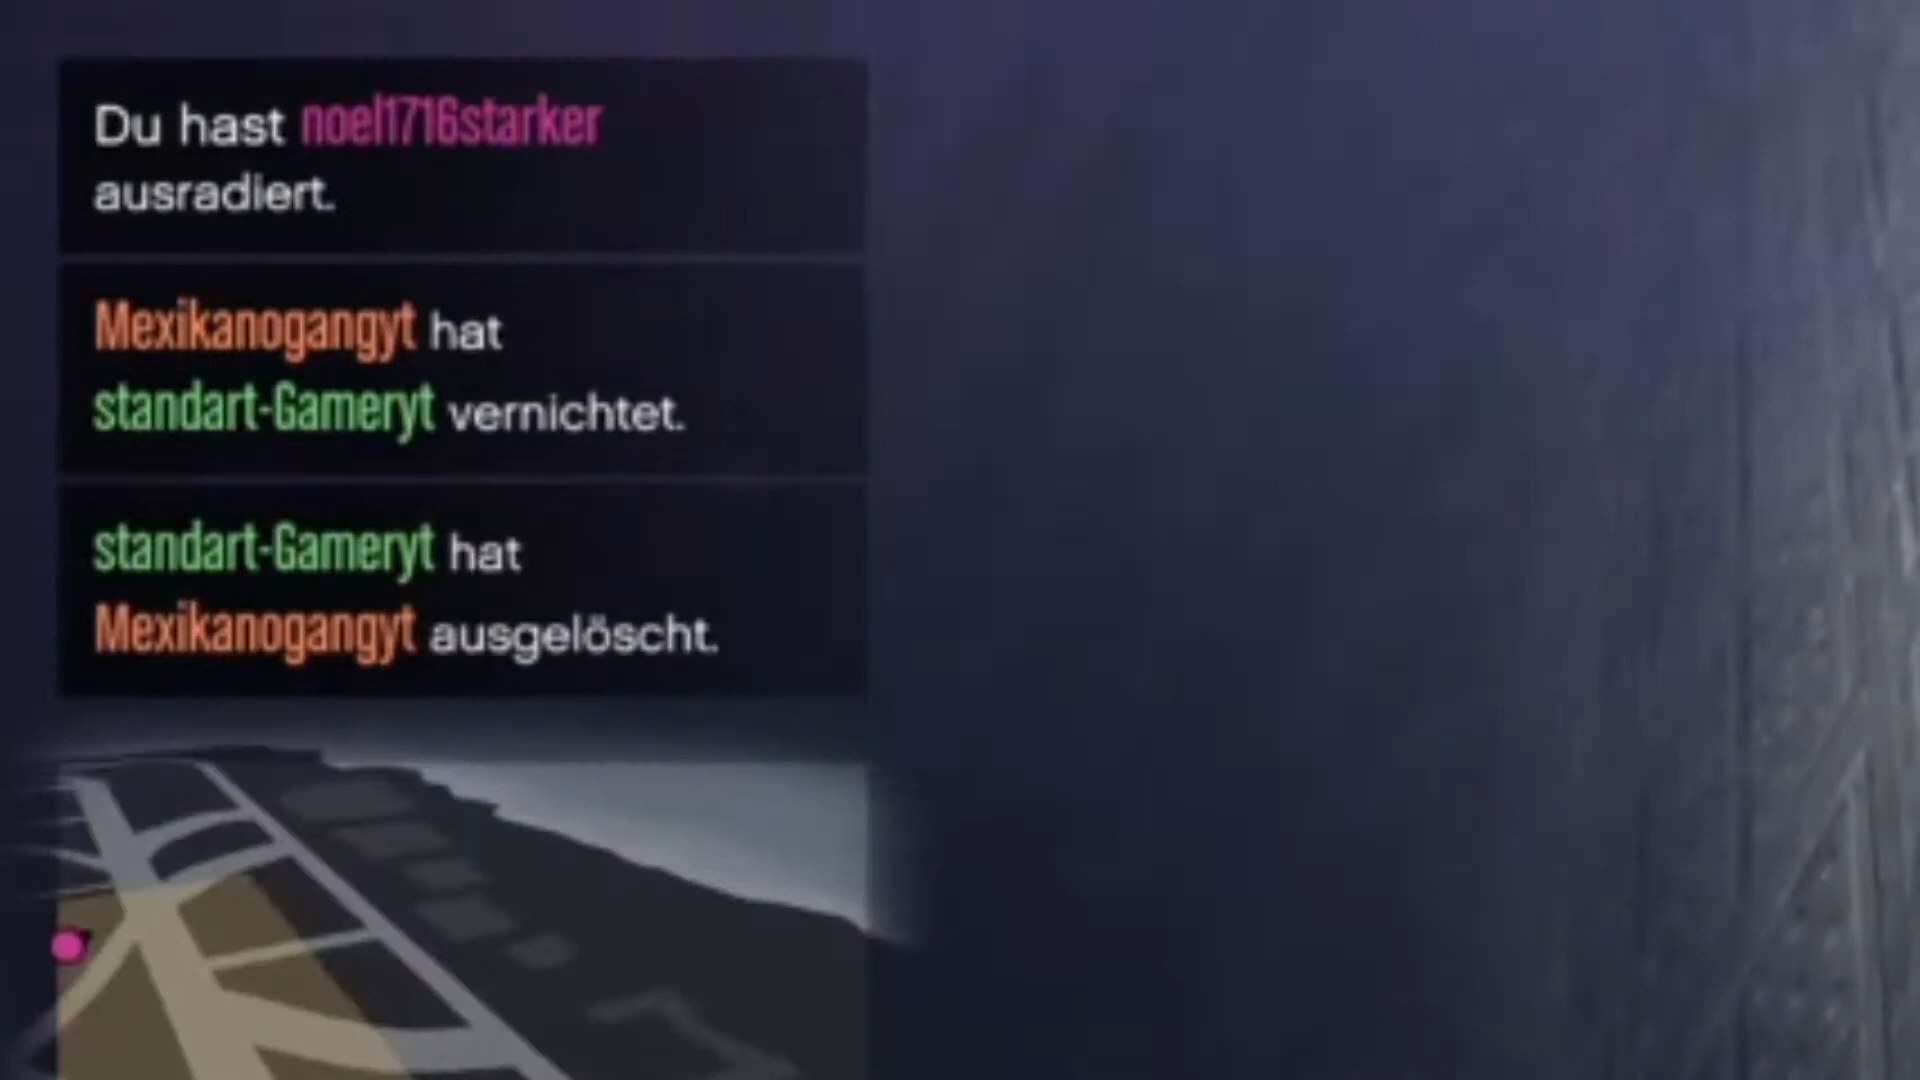 Du hast noel1716starker
ausradiert.
Mexikanogangyt hat
standart-Gameryt vernichtet.
standart-Gameryt hat
Mexikanogangyt ausgelöscht.